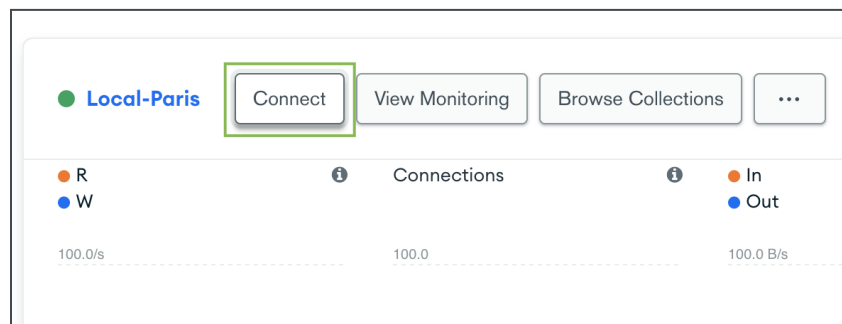 Local-Paris Connect View Monitoring Browse Collections ...
R Connections In
W Out
100.0/s 100.0 100.0 B/s